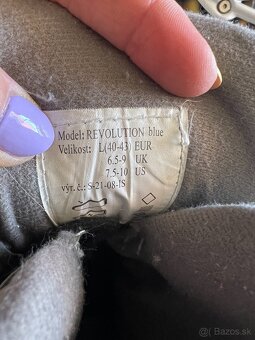 Model: REVOLUTION blue
Velikost: L(40-43) EUR
6.5-9 UK
7.5-10 US
výr. č.: S-21-08-IS
Bazos.sk